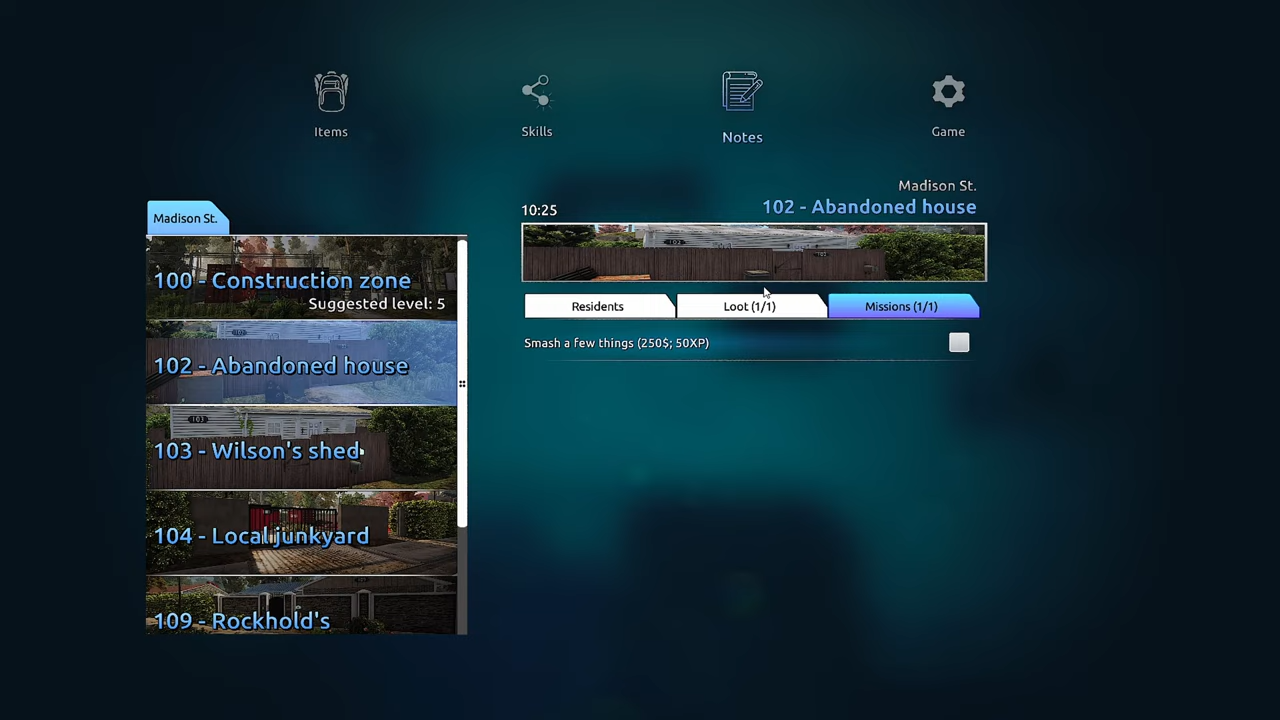 Items
Skills
Notes
Game
Madison St.
102 - Abandoned house
10:25
Residents
Loot (1/1)
Missions (1/1)
Smash a few things (250$; 50XP)
Madison St.
100 - Construction zone
Suggested level: 5
102 - Abandoned house
103 - Wilson's shed
104 - Local junkyard
109 - Rockhold's
102
103